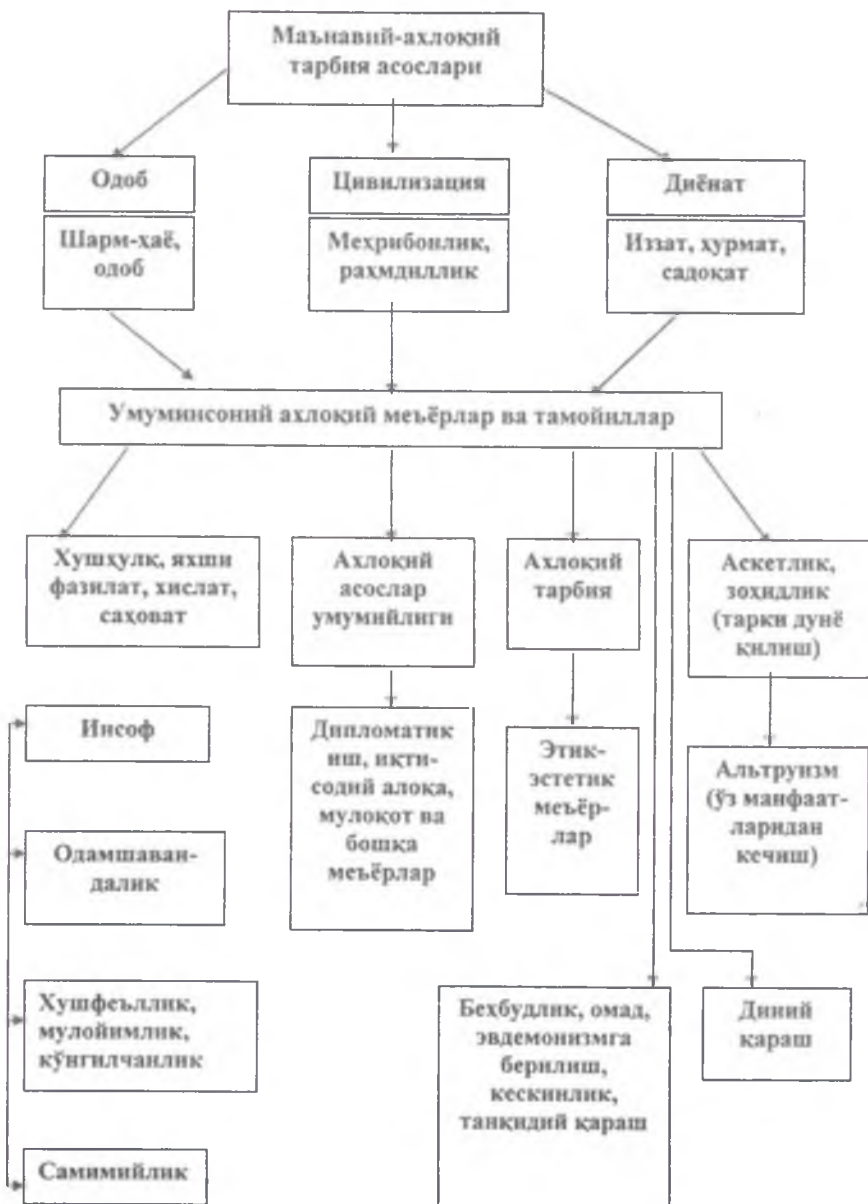 Маънавий-ахлоқий
тарбия асослари
Одоб
Цивилизация
Диёнат
Шарм-ҳаё,
одоб
Меҳрибонлик,
раҳмдиллик
Иззат, ҳурмат,
садоқат
Умуминсоний ахлоқий меъёрлар ва тамойиллар
Хушҳулқ, яхши
фазилат, хислат,
саҳоват
Ахлоқий
асослар
умумийлиги
Ахлоқий
тарбия
Аскетлик,
зоҳидлик
(тарки дунё
қилиш)
Инсоф
Дипломатик
иш, иқти-
содий алоқа,
мулоқот ва
бошқа
меъёрлар
Этик-
эстетик
меъёр-
лар
Альтруизм
(ўз манфаат-
ларидан
кечиш)
Одамшаван-
далик
Хушфеъллик,
мулойимлик,
кўнгилчанлик
Беҳбудлик, омад,
эвдемонизмга
берилиш,
кескинлик,
танқидий қараш
Диний
қараш
Самимийлик